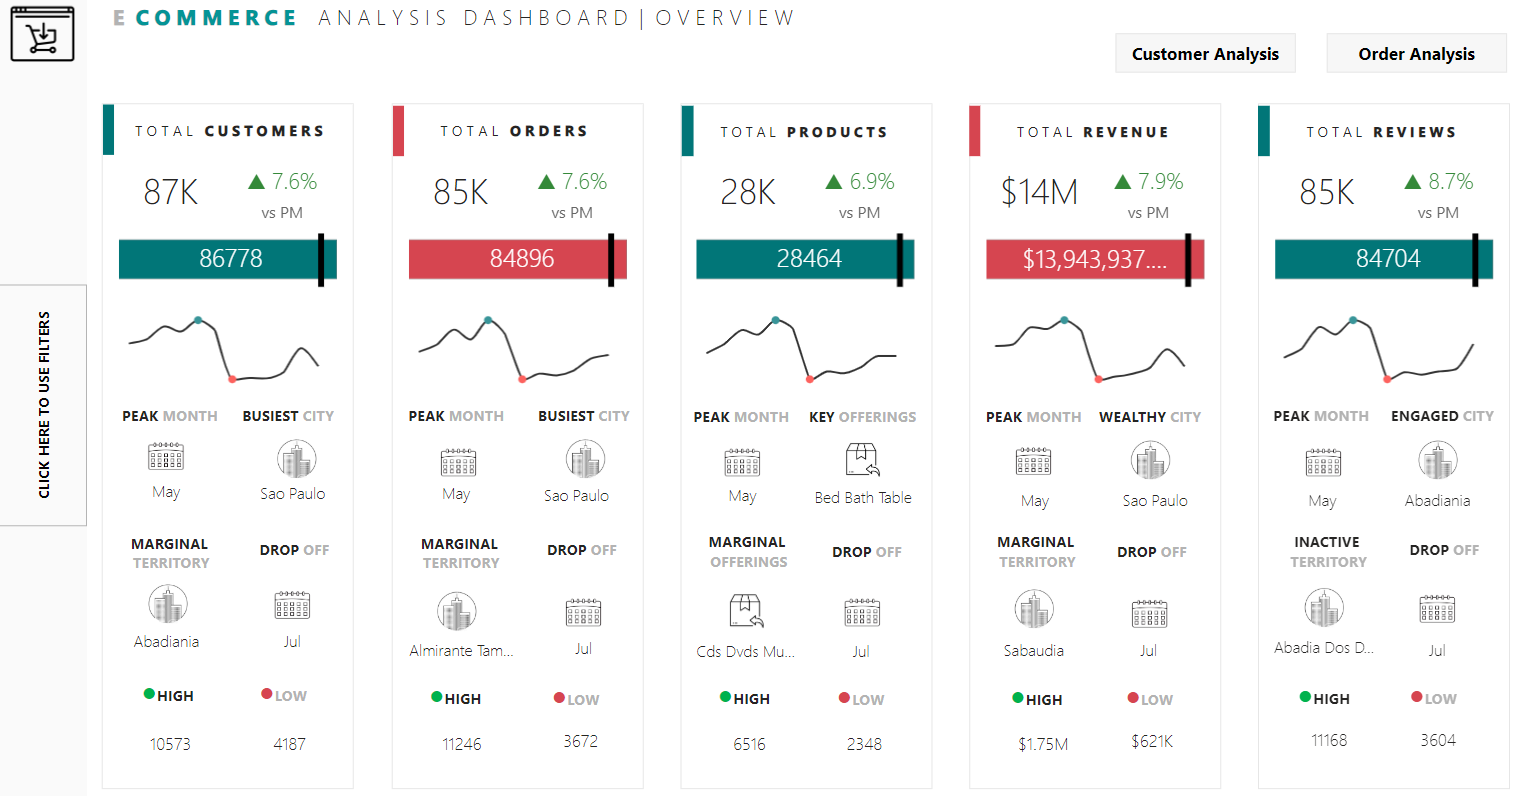 E COMMERCE ANALYSIS DASHBOARD | OVERVIEW
Customer Analysis
Order Analysis
CLICK HERE TO USE FILTERS
TOTAL CUSTOMERS
87K
7.6%
vs PM
86778
PEAK MONTH
BUSIEST CITY
May
Sao Paulo
MARGINAL
TERRITORY
DROP OFF
Abadiania
Jul
HIGH
LOW
10573
4187
TOTAL ORDERS
85K
7.6%
vs PM
84896
PEAK MONTH
BUSIEST CITY
May
Sao Paulo
MARGINAL
TERRITORY
DROP OFF
Almirante Tam...
Jul
HIGH
LOW
11246
3672
TOTAL PRODUCTS
28K
6.9%
vs PM
28464
PEAK MONTH
KEY OFFERINGS
May
Bed Bath Table
MARGINAL
OFFERINGS
DROP OFF
Cds Dvds Mu...
Jul
HIGH
LOW
6516
2348
TOTAL REVENUE
$14M
7.9%
vs PM
$13,943,937....
PEAK MONTH
WEALTHY CITY
May
Sao Paulo
MARGINAL
TERRITORY
DROP OFF
Sabaudia
Jul
HIGH
LOW
$1.75M
$621K
TOTAL REVIEWS
85K
8.7%
vs PM
84704
PEAK MONTH
ENGAGED CITY
May
Abadiania
INACTIVE
TERRITORY
DROP OFF
Abadia Dos D...
Jul
HIGH
LOW
11168
3604